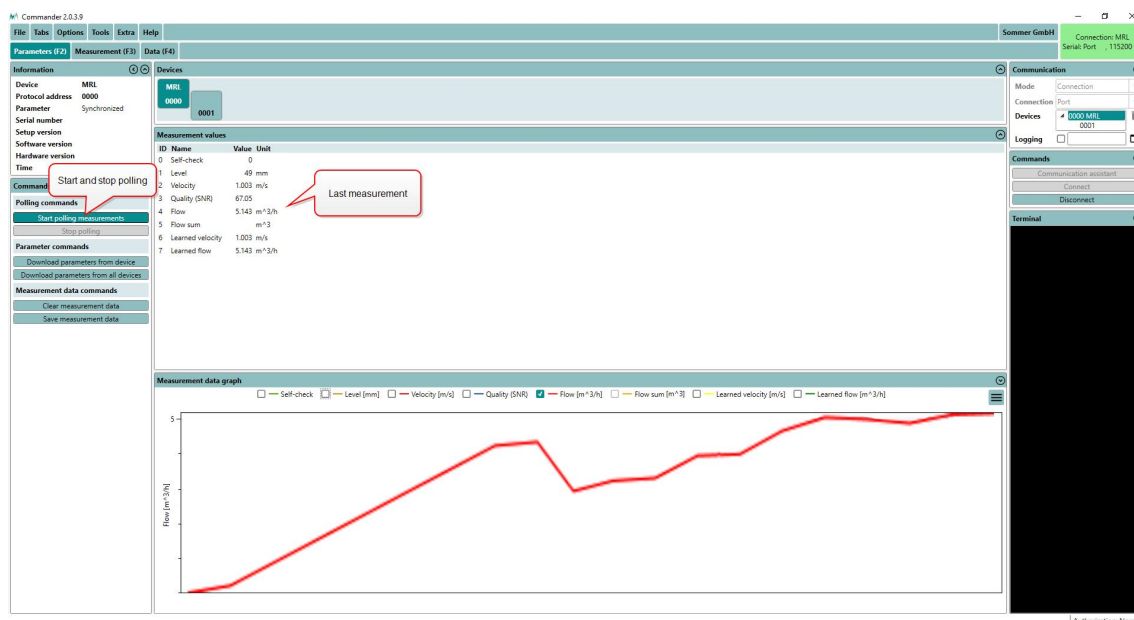 Commander 2.0.3.9
File Tabs Options Tools Extra Help
Sommer GmbH
Connection: MRL
Serial: Port , 115200
Parameters (F2) Measurement (F3) Data (F4)
Information
Device MRL
Protocol address 0000
Parameter Synchronized
Serial number
Setup version
Software version
Hardware version
Time
Start and stop polling
Polling commands
Start polling measurements
Stop polling
Parameter commands
Download parameters from device
Download parameters from all devices
Measurement data commands
Clear measurement data
Save measurement data
Devices
MRL
0000
0001
Measurement values
ID Name Value Unit
0 Self-check 0
1 Level 49 mm
2 Velocity 1.003 m/s
3 Quality (SNR) 67.05
4 Flow 5.143 m^3/h
5 Flow sum m^3
6 Learned velocity 1.003 m/s
7 Learned flow 5.143 m^3/h
Last measurement
Measurement data graph
Self-check Level [mm] Velocity [m/s] Quality (SNR) Flow [m^3/h] Flow sum [m^3] Learned velocity [m/s] Learned flow [m^3/h]
5
Flow [m^3/h]
Communication
Mode Connection
Connection Port
Devices 0000 MRL
0001
Logging
Commands
Communication assistant
Connect
Disconnect
Terminal